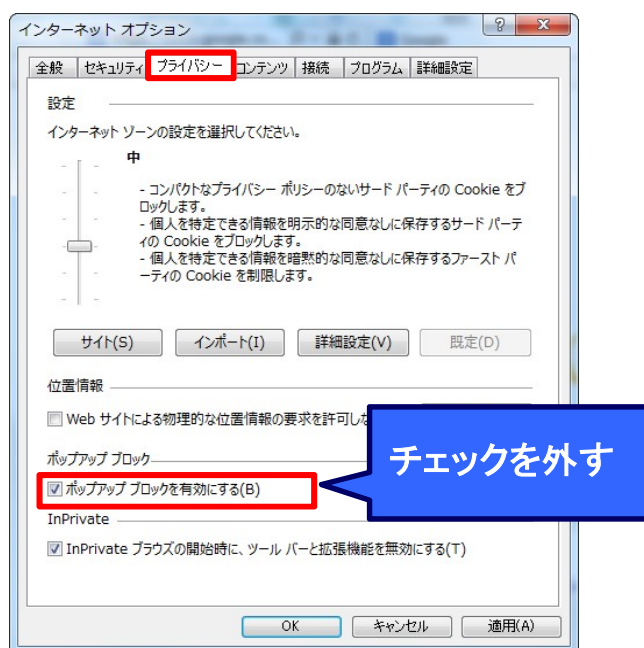 インターネット オプション
全般 セキュリティ プライバシー コンテンツ 接続 プログラム 詳細設定
設定
インターネット ゾーンの設定を選択してください。
中
- コンパクトなプライバシー ポリシーのないサード パーティの Cookie をブ
ロックします。
- 個人を特定できる情報を明示的な同意なしに保存するサード パーテ
ィの Cookie をブロックします。
- 個人を特定できる情報を暗黙的な同意なしに保存するファースト パ
ーティの Cookie を制限します。
サイト(S) インポート(I) 詳細設定(V) 既定(D)
位置情報
Web サイトによる物理的な位置情報の要求を許可しな
チェックを外す
ポップアップ ブロック
ポップアップ ブロックを有効にする(B)
InPrivate
InPrivate ブラウズの開始時に、ツール バーと拡張機能を無効にする(T)
OK キャンセル 適用(A)